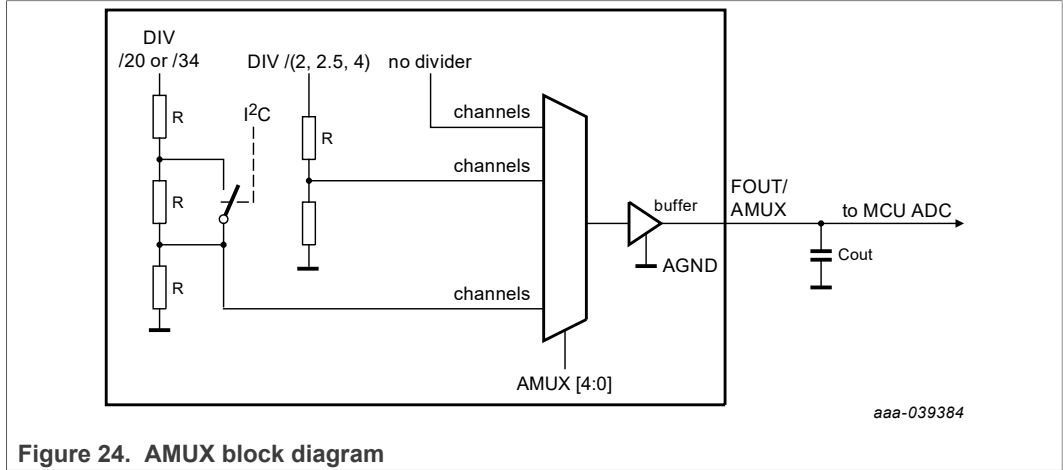 DIV
/20 or /34
DIV /(2, 2.5, 4)
no divider
R
I2C
R
channels
channels
R
R
channels
buffer
AGND
FOUT/
AMUX
to MCU ADC
Cout
AMUX [4:0]
aaa-039384
Figure 24. AMUX block diagram